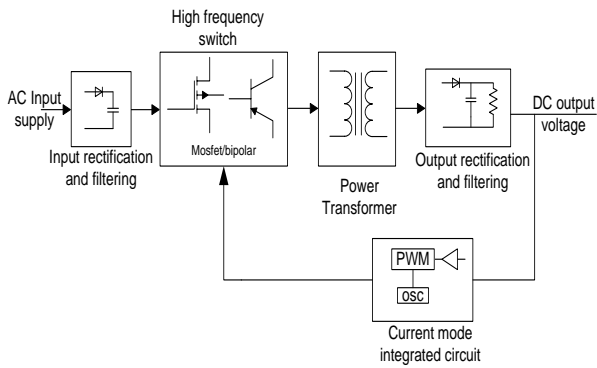 High frequency
switch
AC Input
supply
Input rectification
and filtering
Mosfet/bipolar
Power
Transformer
Output rectification
and filtering
DC output
voltage
PWM
osc
Current mode
integrated circuit